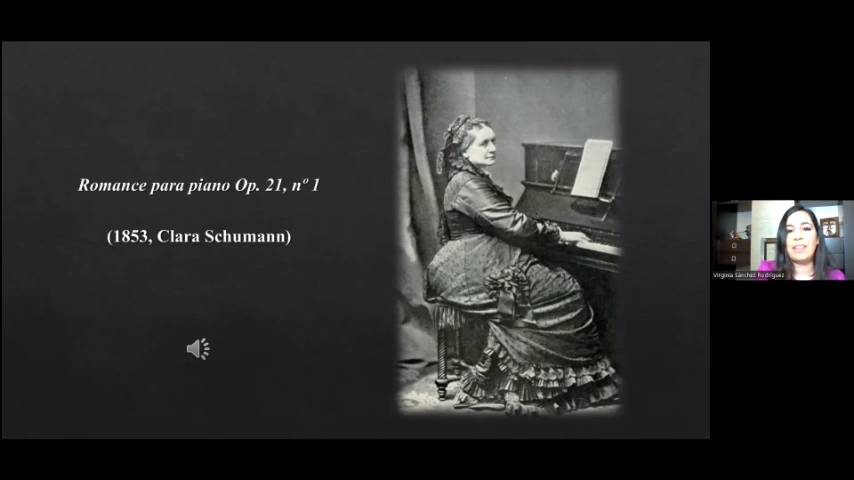 Romance para piano Op. 21, nº 1
(1853, Clara Schumann)
Virginia Sánchez Rodríguez